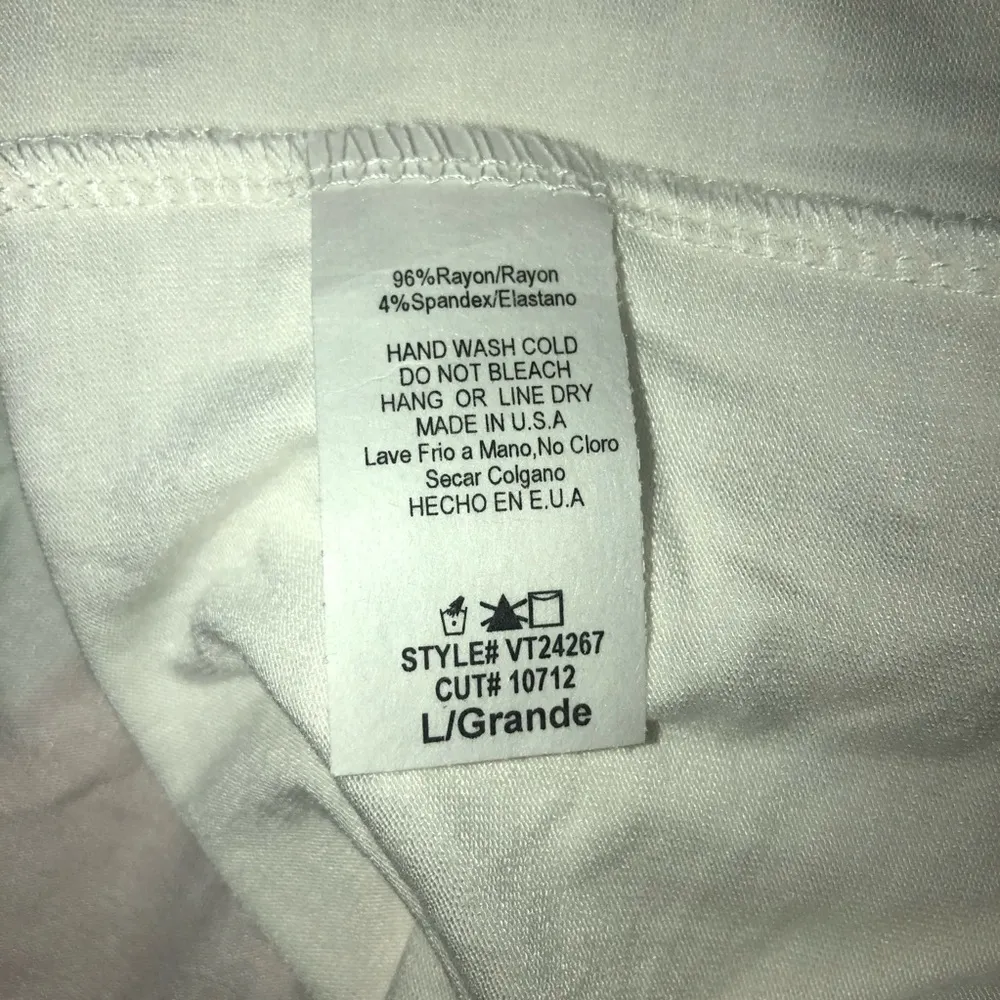 96%Rayon/Rayon
4%Spandex/Elastano
HAND WASH COLD
DO NOT BLEACH
HANG OR LINE DRY
MADE IN U.S.A
Lave Frio a Mano,No Cloro
Secar Colgano
HECHO EN E.U.A
STYLE# VT24267
CUT# 10712
L/Grande